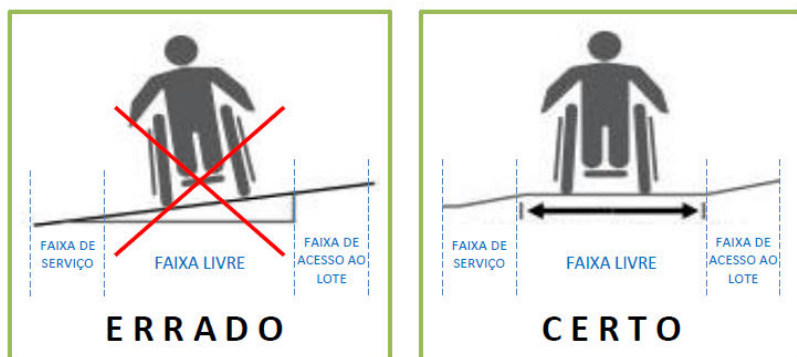 FAIXA DE
SERVIÇO
FAIXA LIVRE
FAIXA DE
ACESSO AO
LOTE
ERRADO
FAIXA DE
SERVIÇO
FAIXA LIVRE
FAIXA DE
ACESSO AO
LOTE
CERTO